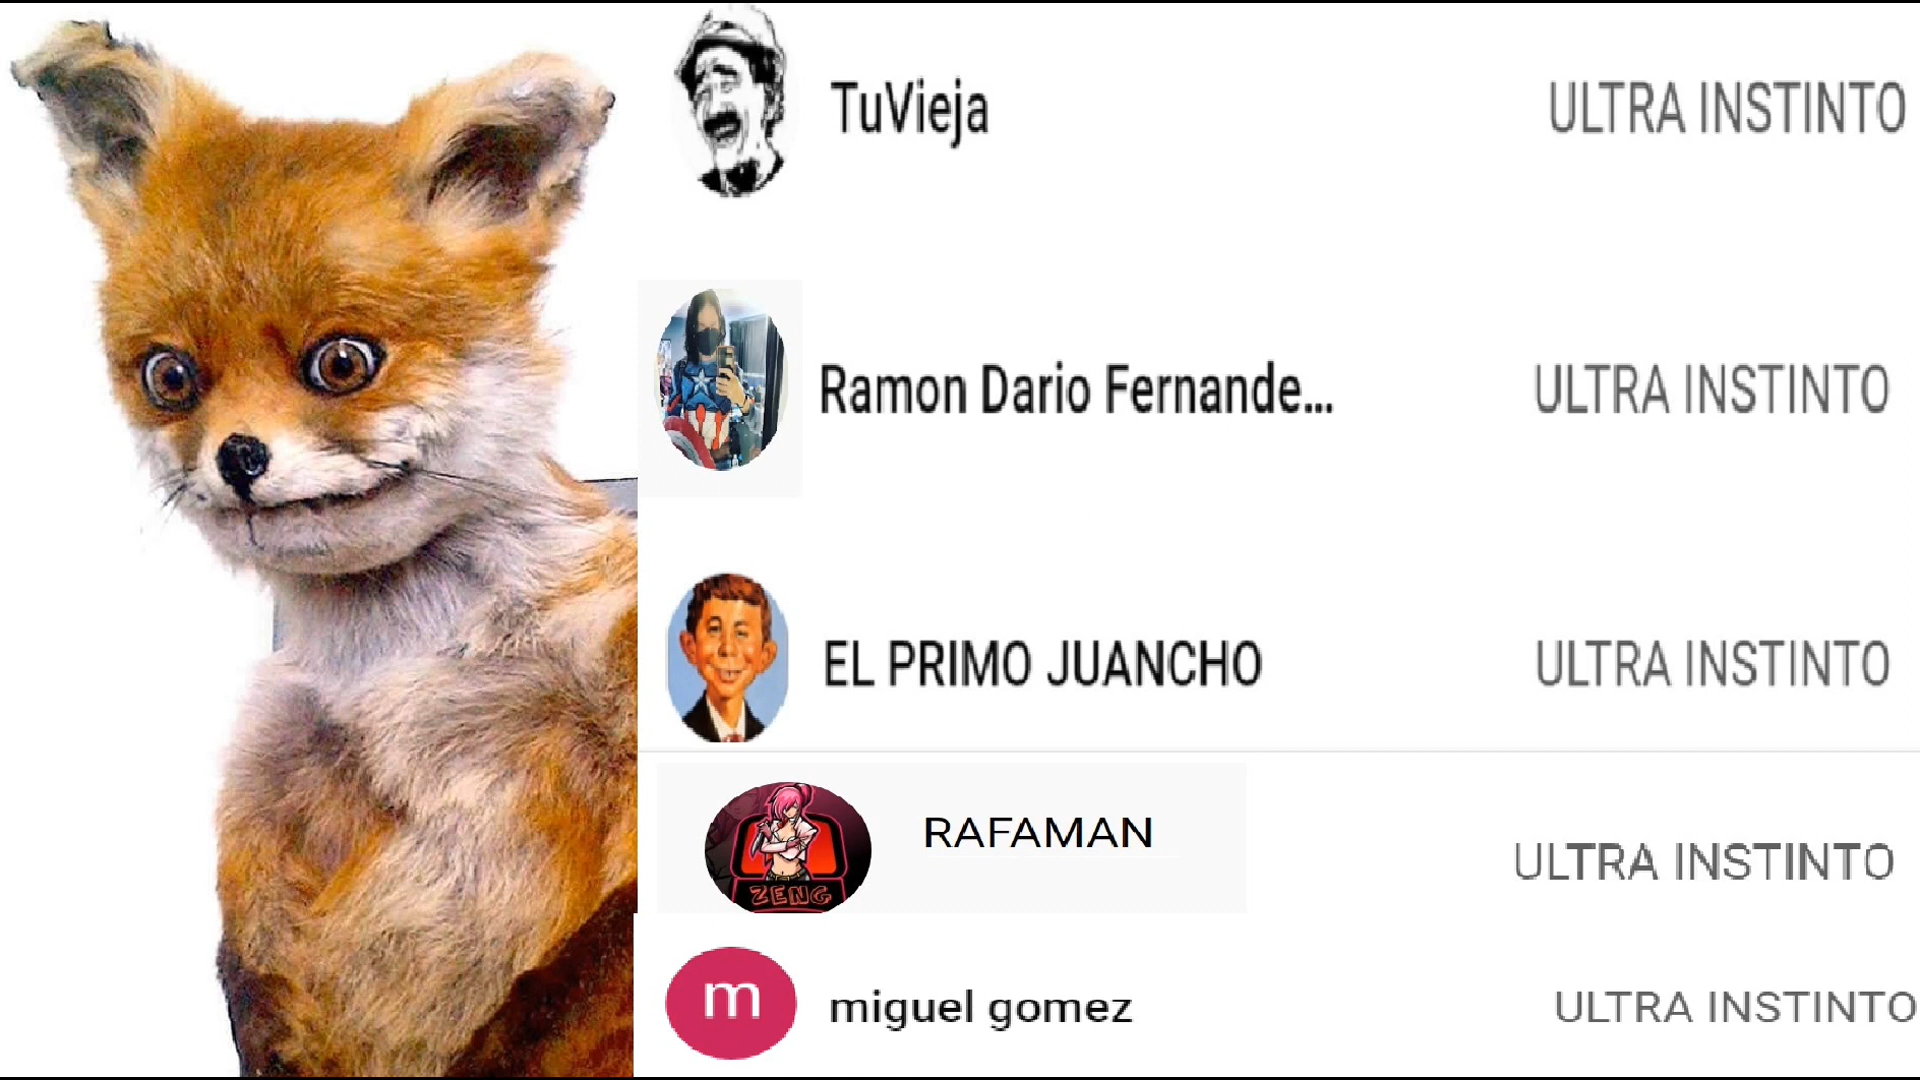 TuVieja
ULTRA INSTINTO
Ramon Dario Fernande...
ULTRA INSTINTO
EL PRIMO JUANCHO
ULTRA INSTINTO
ZENG
RAFAMAN
ULTRA INSTINTO
m
miguel gomez
ULTRA INSTINTO